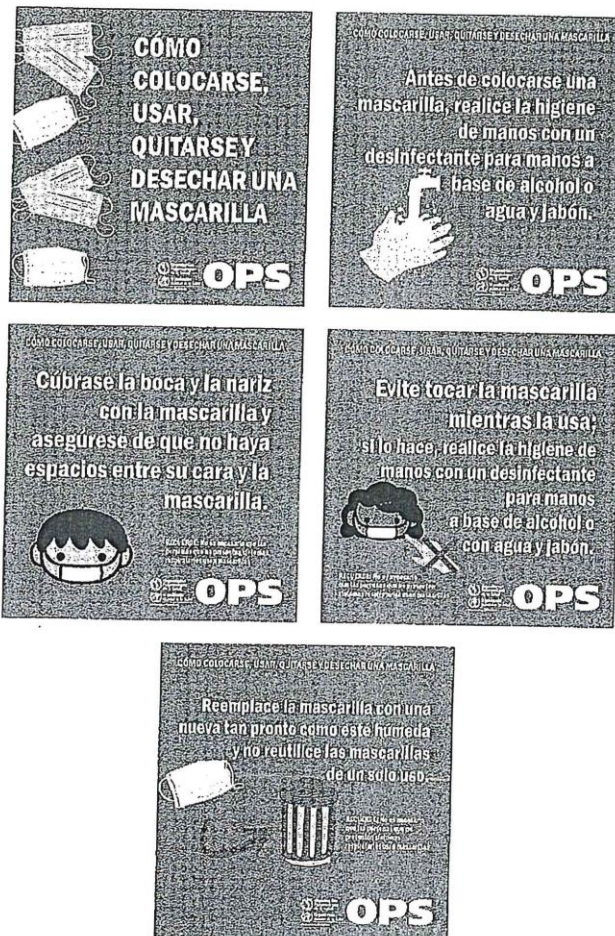 CÓMO
COLOCARSE,
USAR,
QUITARSE Y
DESECHAR UNA
MASCARILLA
OPS
CÓMO COLOCARSE, USAR, QUITARSE Y DESECHAR UNA MASCARILLA
Antes de colocarse una
mascarilla, realice la higiene
de manos con un
desinfectante para manos a
base de alcohol o
agua y jabón.
OPS
CÓMO COLOCARSE, USAR, QUITARSE Y DESECHAR UNA MASCARILLA
Cúbrase la boca y la nariz
con la mascarilla y
asegúrese de que no haya
espacios entre su cara y la
mascarilla.
OPS
CÓMO COLOCARSE, USAR, QUITARSE Y DESECHAR UNA MASCARILLA
Evite tocar la mascarilla
mientras la usa;
si lo hace, realice la higiene de
manos con un desinfectante
para manos
a base de alcohol o
con agua y jabón.
OPS
CÓMO COLOCARSE, USAR, QUITARSE Y DESECHAR UNA MASCARILLA
Reemplace la mascarilla con una
nueva tan pronto como este húmeda
y no reutilice las mascarillas
de un solo uso.
OPS